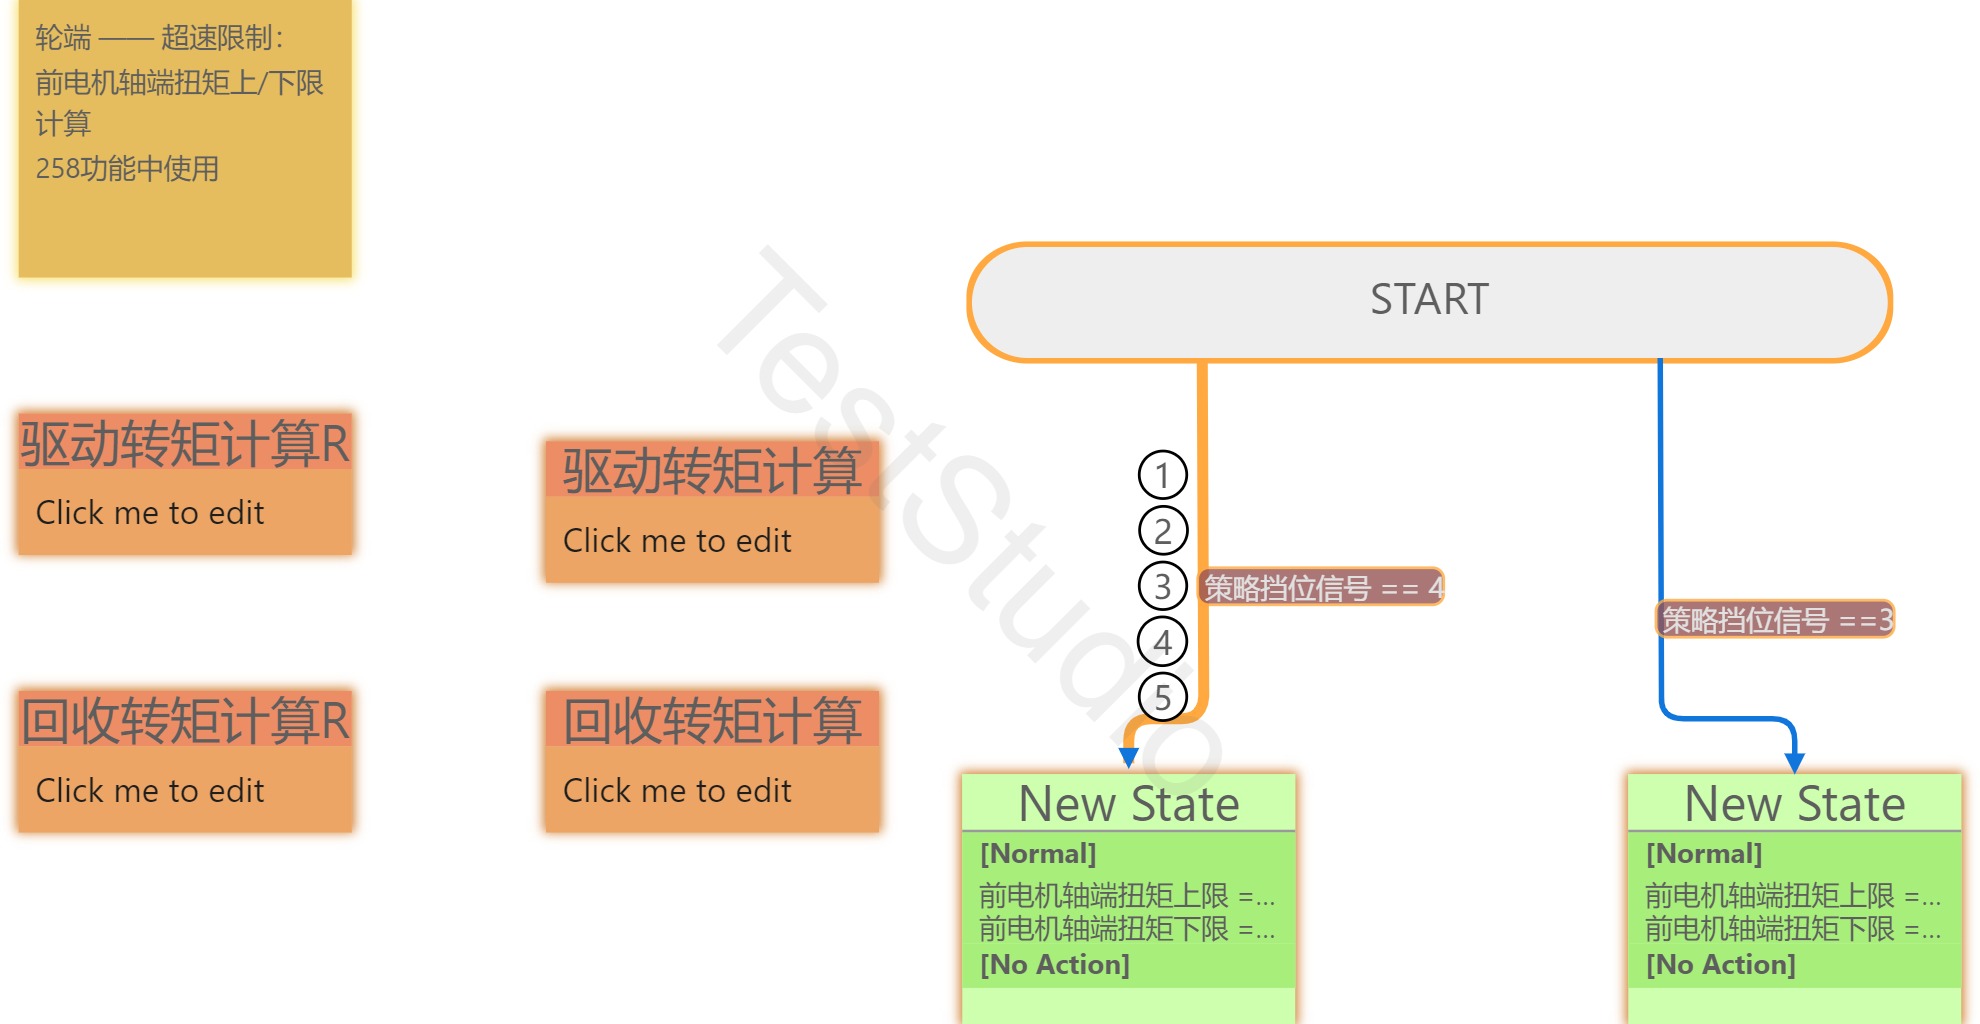 轮端 —— 超速限制：
前电机轴端扭矩上/下限
计算
258功能中使用
START
驱动转矩计算R
Click me to edit
驱动转矩计算
Click me to edit
1
2
3
4
5
策略挡位信号 == 4
策略挡位信号 ==3
回收转矩计算R
Click me to edit
回收转矩计算
Click me to edit
New State
[Normal]
前电机轴端扭矩上限 =...
前电机轴端扭矩下限 =...
[No Action]
New State
[Normal]
前电机轴端扭矩上限 =...
前电机轴端扭矩下限 =...
[No Action]
TestStudio